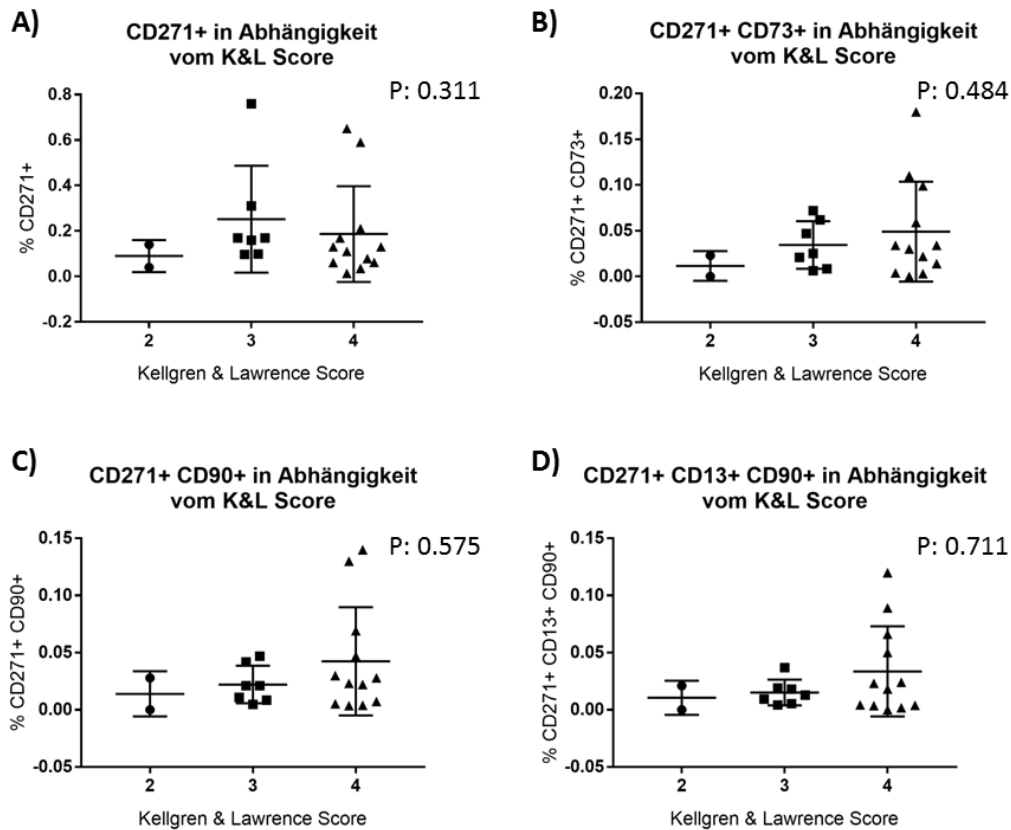 A)
CD271+ in Abhängigkeit
vom K&L Score
P: 0.311
% CD271+
0.8
0.6
0.4
0.2
0.0
-0.2
2
3
4
Kellgren & Lawrence Score
B)
CD271+ CD73+ in Abhängigkeit
vom K&L Score
P: 0.484
% CD271+ CD73+
0.20
0.15
0.10
0.05
0.00
-0.05
2
3
4
Kellgren & Lawrence Score
C)
CD271+ CD90+ in Abhängigkeit
vom K&L Score
P: 0.575
% CD271+ CD90+
0.15
0.10
0.05
0.00
-0.05
2
3
4
Kellgren & Lawrence Score
D)
CD271+ CD13+ CD90+ in Abhängigkeit
vom K&L Score
P: 0.711
% CD271+ CD13+ CD90+
0.15
0.10
0.05
0.00
-0.05
2
3
4
Kellgren & Lawrence Score